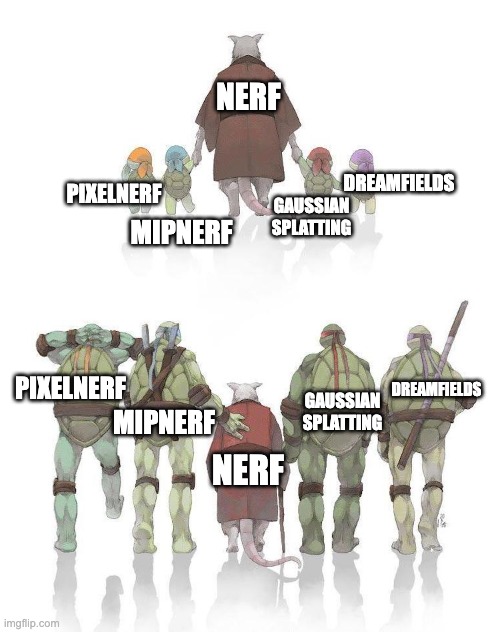 NERF
PIXELNERF
DREAMFIELDS
GAUSSIAN
SPLATTING
MIPNERF
PIXELNERF
DREAMFIELDS
GAUSSIAN
SPLATTING
MIPNERF
NERF
imgflip.com